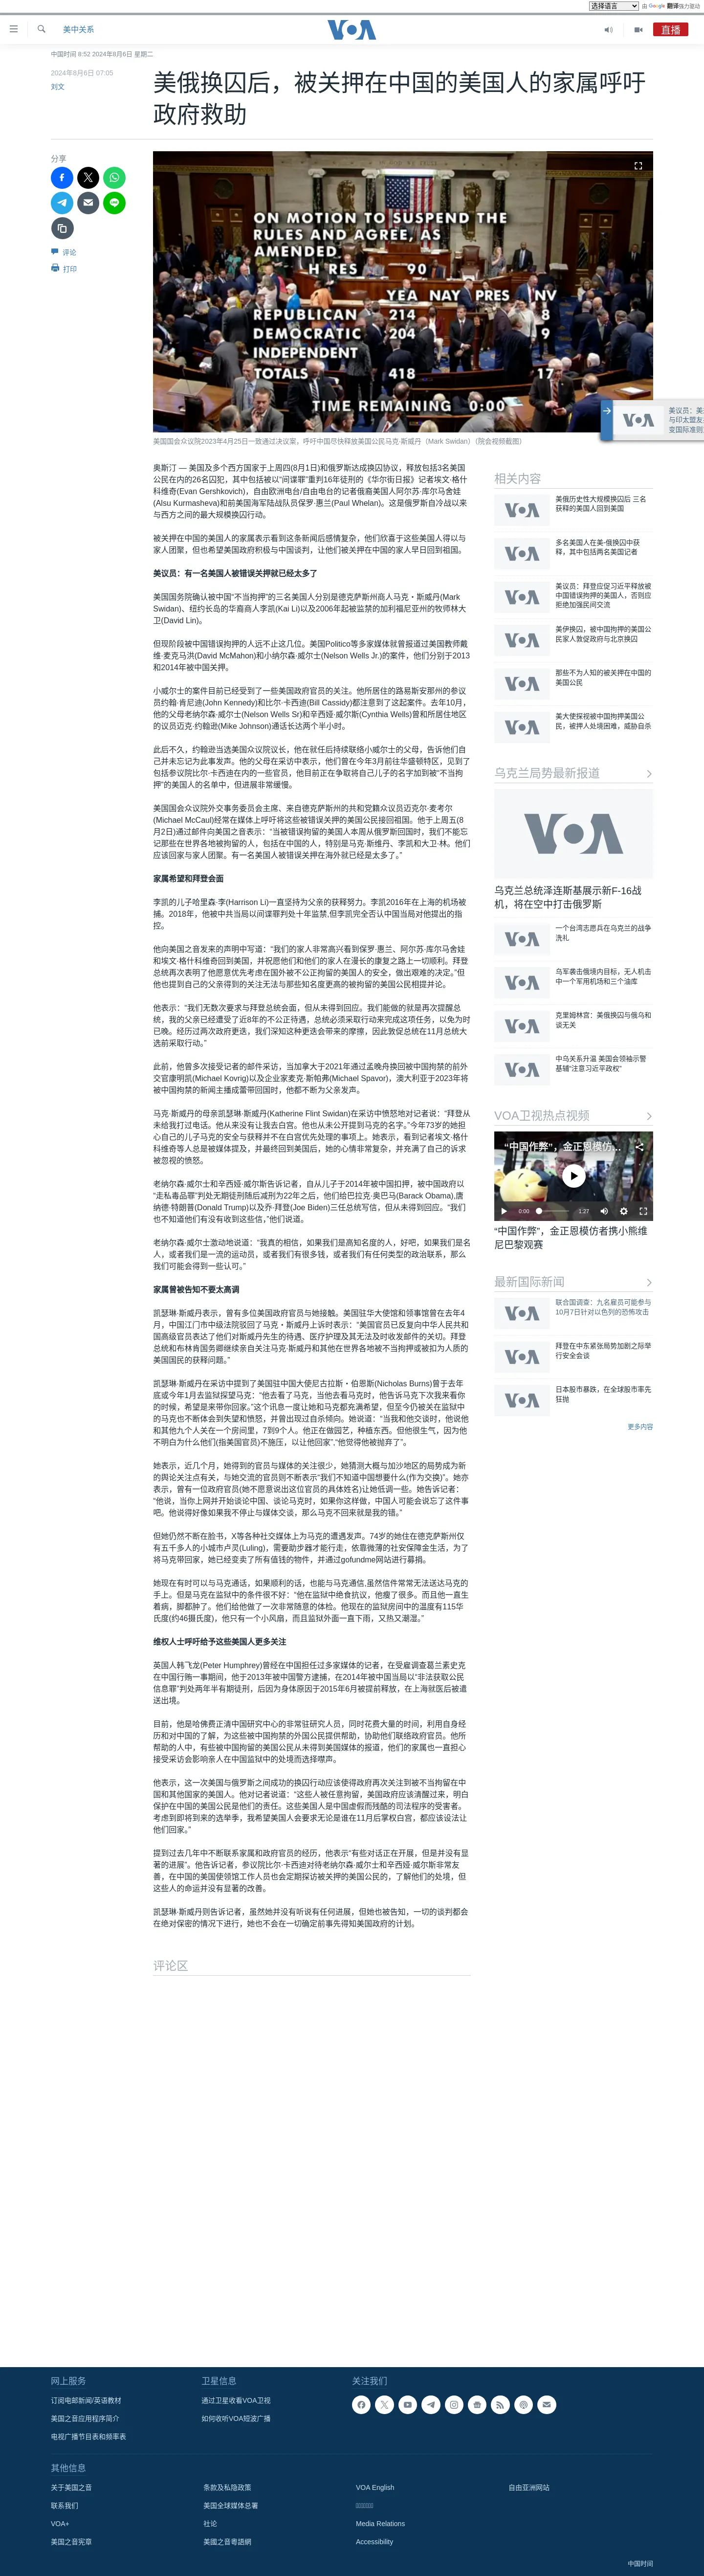 选择语言 由 Google 翻译强力驱动
美中关系
VOA
直播
中国时间 8:52 2024年8月6日 星期二
2024年8月6日 07:05
刘文
美俄换囚后，被关押在中国的美国人的家属呼吁
政府救助
分享
评论
打印
ON MOTION TO SUSPEND THE
RULES AND AGREE, AS
AMENDED
H RES 90
YEA NAY PRES NV
REPUBLICAN 214 8
DEMOCRATIC 204 9
INDEPENDENT
TOTALS 418 17
TIME REMAINING 0:00
美国国会众议院2023年4月25日一致通过决议案，呼吁中国尽快释放美国公民马克·斯威丹（Mark Swidan）（院会视频截图）
奥斯汀 — 美国及多个西方国家于上周四(8月1日)和俄罗斯达成换囚协议，释放包括3名美国
公民在内的26名囚犯，其中包括被以“间谍罪”重判16年徒刑的《华尔街日报》记者埃文·格什
科维奇(Evan Gershkovich)，自由欧洲电台/自由电台的记者俄裔美国人阿尔苏·库尔马舍娃
(Alsu Kurmasheva)和前美国海军陆战队员保罗·惠兰(Paul Whelan)。这是俄罗斯自冷战以来
与西方之间的最大规模换囚行动。
被关押在中国的美国人的家属表示看到这条新闻后感情复杂，他们欣喜于这些美国人得以与
家人团聚，但也希望美国政府积极与中国谈判，让他们被关押在中国的家人早日回到祖国。
美议员：有一名美国人被错误关押就已经太多了
美国国务院确认被中国“不当拘押”的三名美国人分别是德克萨斯州商人马克・斯威丹(Mark
Swidan)、纽约长岛的华裔商人李凯(Kai Li)以及2006年起被监禁的加利福尼亚州的牧师林大
卫(David Lin)。
但现阶段被中国错误拘押的人远不止这几位。美国Politico等多家媒体就曾报道过美国教师戴
维·麦克马洪(David McMahon)和小纳尔森·威尔士(Nelson Wells Jr.)的案件，他们分别于2013
和2014年被中国关押。
小威尔士的案件目前已经受到了一些美国政府官员的关注。他所居住的路易斯安那州的参议
员约翰·肯尼迪(John Kennedy)和比尔·卡西迪(Bill Cassidy)都注意到了这起案件。去年10月，
他的父母老纳尔森·威尔士(Nelson Wells Sr)和辛西娅·威尔斯(Cynthia Wells)曾和所居住地区
的议员迈克·约翰逊(Mike Johnson)通话长达两个半小时。
此后不久，约翰逊当选美国众议院议长，他在就任后持续联络小威尔士的父母，告诉他们自
己并未忘记为此事发声。他的父母在采访中表示，他们曾在今年3月前往华盛顿特区，见到了
包括参议院比尔·卡西迪在内的一些官员，他目前正在争取将自己儿子的名字加到被“不当拘
押”的美国人的名单中，但进展非常缓慢。
美国国会众议院外交事务委员会主席、来自德克萨斯州的共和党籍众议员迈克尔·麦考尔
(Michael McCaul)经常在媒体上呼吁将这些被错误关押的美国公民接回祖国。他于上周五(8
月2日)通过邮件向美国之音表示：“当被错误拘留的美国人本周从俄罗斯回国时，我们不能忘
记那些在世界各地被拘留的人，包括在中国的人，特别是马克·斯维丹、李凯和大卫·林。他们
应该回家与家人团聚。有一名美国人被错误关押在海外就已经是太多了。”
家属希望和拜登会面
李凯的儿子哈里森·李(Harrison Li)一直坚持为父亲的获释努力。李凯2016年在上海的机场被
捕。2018年，他被中共当局以间谍罪判处十年监禁,但李凯完全否认中国当局对他提出的指
控。
他向美国之音发来的声明中写道：“我们的家人非常高兴看到保罗·惠兰、阿尔苏·库尔马舍娃
和埃文·格什科维奇回到美国，并祝愿他们和他们的家人在漫长的康复之路上一切顺利。拜登
总统再次表明了他愿意优先考虑在国外被不公正拘留的美国人的安全，做出艰难的决定。”但
他也提到自己的父亲得到的关注无法与那些知名度更高的被拘留的美国公民相提并论。
他表示：“我们无数次要求与拜登总统会面，但从未得到回应。我们能做的就是再次提醒总
统，我的父亲已经遭受了近8年的不公正待遇，总统必须采取行动来完成这项任务，以免为时
已晚。经历过两次政府更迭，我们深知这种更迭会带来的摩擦，因此敦促总统在11月总统大
选前采取行动。”
此前，他曾多次接受记者的邮件采访，当加拿大于2021年通过孟晚舟换回被中国拘禁的前外
交官康明凯(Michael Kovrig)以及企业家麦克·斯帕弗(Michael Spavor)，澳大利亚于2023年将
被中国拘禁的新闻主播成蕾带回国时，他都不断为父亲发声。
马克·斯威丹的母亲凯瑟琳·斯威丹(Katherine Flint Swidan)在采访中愤怒地对记者说：“拜登从
未给我打过电话。他从来没有让我去白宫。他也从未公开提到马克的名字。”今年73岁的她担
心自己的儿子马克的安全与获释并不在白宫优先处理的事项上。她表示，看到记者埃文·格什
科维奇等人总是被媒体提及，并最终回到美国后，她的心情非常复杂，并充满了自己的诉求
被忽视的愤怒。
老纳尔森·威尔士和辛西娅·威尔斯告诉记者，自从儿子于2014年被中国扣押，被中国政府以
“走私毒品罪”判处无期徒刑随后减刑为22年之后，他们给巴拉克·奥巴马(Barack Obama),唐
纳德·特朗普(Donald Trump)以及乔·拜登(Joe Biden)三任总统写信，但从未得到回应。“我们
也不知道他们有没有收到这些信，”他们说道。
老纳尔森·威尔士激动地说道：“我真的相信，如果我们是高知名度的人，好吧，如果我们是名
人，或者我们是一流的运动员，或者我们有很多钱，或者我们有任何类型的政治联系，那么
我们可能会得到一些认可。”
家属曾被告知不要太高调
凯瑟琳·斯威丹表示，曾有多位美国政府官员与她接触。美国驻华大使馆和领事馆曾在去年4
月，中国江门市中级法院驳回了马克・斯威丹上诉时表示：“美国官员已反复向中华人民共和
国高级官员表达了他们对斯威丹先生的待遇、医疗护理及其无法及时收发邮件的关切。拜登
总统和布林肯国务卿继续亲自关注马克·斯威丹和其他在世界各地被不当拘押或被扣为人质的
美国国民的获释问题。”
凯瑟琳·斯威丹在采访中提到了美国驻中国大使尼古拉斯・伯恩斯(Nicholas Burns)曾于去年
底或今年1月去监狱探望马克：“他去看了马克，当他去看马克时，他告诉马克下次我来看你
的时候，希望是来带你回家。”这个讯息一度让她和马克都充满希望，但至今仍被关在监狱中
的马克也不断体会到失望和愤怒，并曾出现过自杀倾向。她说道：“当我和他交谈时，他说他
和其他九个人关在一个房间里，7到9个人。他正在做园艺，种植东西。但他很生气，因为他
不明白为什么他们(指美国官员)不施压，以让他回家”,“他觉得他被抛弃了”。
她表示，近几个月，她得到的官员与媒体的关注很少，她猜测大概与加沙地区的局势成为新
的舆论关注点有关，与她交流的官员则不断表示“我们不知道中国想要什么(作为交换)”。她亦
表示，曾有一位政府官员(她不愿意说出这位官员的具体姓名)让她低调一些。她告诉记者：
“他说，当你上网并开始谈论中国、谈论马克时，如果你这样做，中国人可能会说忘了这件事
吧。他说得好像如果我不停止与媒体交谈，那么马克不回来就是我的错。”
但她仍然不断在脸书，X等各种社交媒体上为马克的遭遇发声。74岁的她住在德克萨斯州仅
有五千多人的小城市卢灵(Luling)，需要助步器才能行走，依靠微薄的社安保障金生活，为了
将马克带回家，她已经变卖了所有值钱的物件，并通过gofundme网站进行募捐。
她现在有时可以与马克通话，如果顺利的话，也能与马克通信,虽然信件常常无法送达马克的
手上。但是马克在监狱中的条件很不好：“他在监狱中绝食抗议，他瘦了很多。而且他一直生
着病，脚都肿了。他们给他做了一次非常随意的体检。他现在的监狱房间中的温度有115华
氏度(约46摄氏度)，他只有一个小风扇，而且监狱外面一直下雨，又热又潮湿。”
维权人士呼吁给予这些美国人更多关注
英国人韩飞龙(Peter Humphrey)曾经在中国担任过多家媒体的记者，在受雇调查葛兰素史克
在中国行贿一事期间，他于2013年被中国警方逮捕，在2014年被中国当局以“非法获取公民
信息罪”判处两年半有期徒刑，后因为身体原因于2015年6月被提前释放，在上海就医后被遣
送出境。
目前，他是哈佛费正清中国研究中心的非常驻研究人员，同时花费大量的时间，利用自身经
历和对中国的了解，为这些被中国拘禁的外国公民提供帮助，协助他们联络政府官员。他所
帮助的人中，有些被中国拘留的美国公民从未得到美国媒体的报道，他们的家属也一直担心
接受采访会影响亲人在中国监狱中的处境而选择噤声。
他表示，这一次美国与俄罗斯之间成功的换囚行动应该使得政府再次关注到被不当拘留在中
国和其他国家的美国人。他对记者说道：“这些人被任意拘留，美国政府应该清醒过来，明白
保护在中国的美国公民是他们的责任。这些美国人是中国虚假而残酷的司法程序的受害者。
考虑到即将到来的选举季，我希望美国人会要求无论是谁在11月后掌权白宫，都应该设法让
他们回家。”
提到过去几年中不断联系家属和政府官员的经历，他表示“有些对话正在开展，但是并没有显
著的进展”。他告诉记者，参议院比尔·卡西迪对待老纳尔森·威尔士和辛西娅·威尔斯非常友
善，在中国的美国使领馆工作人员也会定期探访被关押的美国公民的，了解他们的处境，但
这些人的命运并没有显著的改善。
凯瑟琳·斯威丹则告诉记者，虽然她并没有听说有任何进展，但她也被告知，一切的谈判都会
在绝对保密的情况下进行，她也不会在一切确定前事先得知美国政府的计划。
评论区
VOA
美议员：美
与印太盟友
变国际准则
相关内容
VOA
美俄历史性大规模换囚后 三名
获释的美国人回到美国
VOA
多名美国人在美-俄换囚中获
释，其中包括两名美国记者
VOA
美议员：拜登应促习近平释放被
中国错误拘押的美国人，否则应
拒绝加强民间交流
VOA
美伊换囚，被中国拘押的美国公
民家人敦促政府与北京换囚
VOA
那些不为人知的被关押在中国的
美国公民
VOA
美大使探视被中国拘押美国公
民，被押人处境困难，威胁自杀
乌克兰局势最新报道
VOA
乌克兰总统泽连斯基展示新F-16战
机，将在空中打击俄罗斯
VOA
一个台湾志愿兵在乌克兰的战争
洗礼
VOA
乌军袭击俄境内目标，无人机击
中一个军用机场和三个油库
VOA
克里姆林宫：美俄换囚与俄乌和
谈无关
VOA
中乌关系升温 美国会领袖示警
基辅“注意习近平政权”
VOA卫视热点视频
“中国作弊”，金正恩模仿...
0:00 1:27
“中国作弊”，金正恩模仿者携小熊维
尼巴黎观赛
最新国际新闻
VOA
联合国调查：九名雇员可能参与
10月7日针对以色列的恐怖攻击
VOA
拜登在中东紧张局势加剧之际举
行安全会谈
VOA
日本股市暴跌，在全球股市率先
狂抛
更多内容
网上服务
订阅电邮新闻/英语教材
美国之音应用程序简介
电视广播节目表和频率表
卫星信息
通过卫星收看VOA卫视
如何收听VOA短波广播
关注我们
其他信息
关于美国之音
联系我们
VOA+
美国之音宪章
条款及私隐政策
美国全球媒体总署
社论
美國之音粵語網
VOA English
Media Relations
Accessibility
自由亚洲网站
中国时间